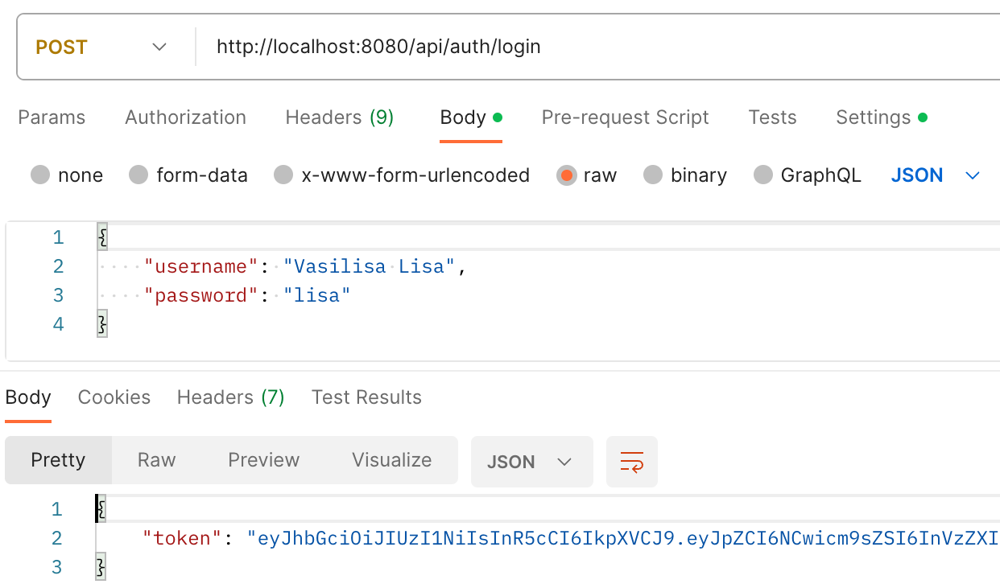 POST http://localhost:8080/api/auth/login
Params Authorization Headers (9) Body Pre-request Script Tests Settings
none form-data x-www-form-urlencoded raw binary GraphQL JSON
1 {
2 "username": "Vasilisa Lisa",
3 "password": "lisa"
4 }
Body Cookies Headers (7) Test Results
Pretty Raw Preview Visualize JSON
1 {
2 "token": "eyJhbGciOiJIUzI1NiIsInR5cCI6IkpXVCJ9.eyJpZCI6NCwicm9sZSI6InVzZXI
3 }